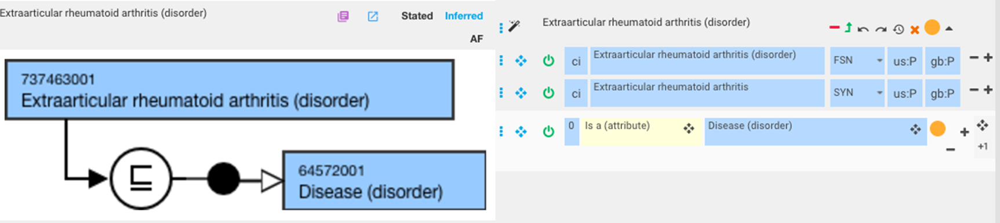 Extraarticular rheumatoid arthritis (disorder)
Stated Inferred
AF
737463001
Extraarticular rheumatoid arthritis (disorder)
⊑
64572001
Disease (disorder)
Extraarticular rheumatoid arthritis (disorder)
ci Extraarticular rheumatoid arthritis (disorder) FSN us:P gb:P
ci Extraarticular rheumatoid arthritis SYN us:P gb:P
0 Is a (attribute) Disease (disorder)
+1